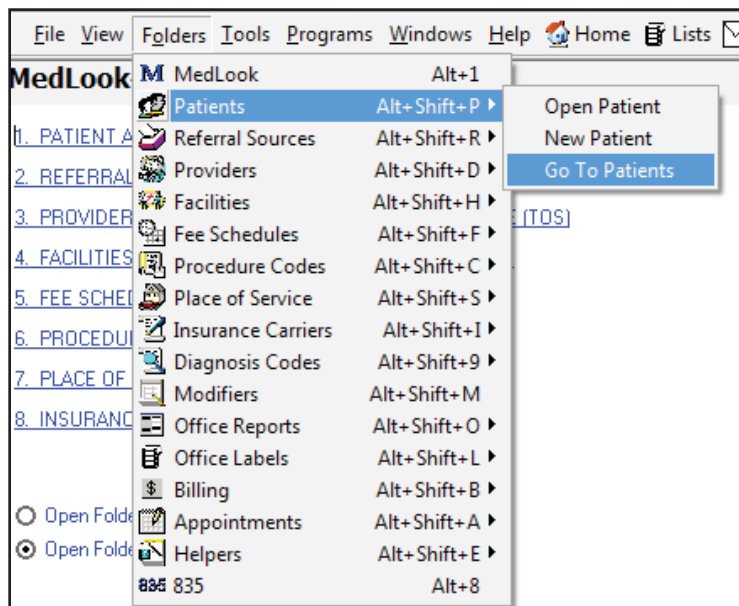 File View Folders Tools Programs Windows Help Home Lists
MedLook
M MedLook Alt+1
Patients Alt+Shift+P
Open Patient
New Patient
Go To Patients
Referral Sources Alt+Shift+R
Providers Alt+Shift+D
Facilities Alt+Shift+H
Fee Schedules Alt+Shift+F
Procedure Codes Alt+Shift+C
Place of Service Alt+Shift+S
Insurance Carriers Alt+Shift+I
Diagnosis Codes Alt+Shift+9
Modifiers Alt+Shift+M
Office Reports Alt+Shift+O
Office Labels Alt+Shift+L
$ Billing Alt+Shift+B
Appointments Alt+Shift+A
Helpers Alt+Shift+E
835 835 Alt+8
1. PATIENT A
2. REFERRAL
3. PROVIDER (TOS)
4. FACILITIES
5. FEE SCHED
6. PROCEDU
7. PLACE OF
8. INSURANC
Open Folde
Open Folde